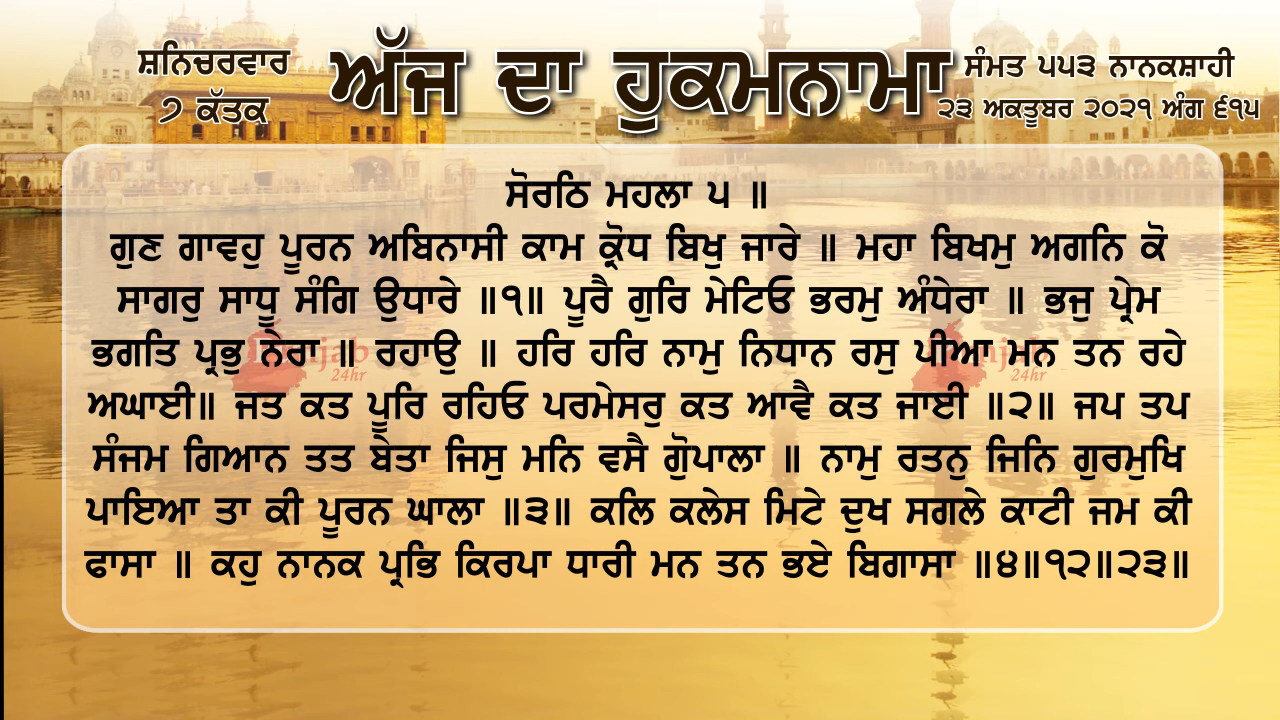 ਸ਼ਨਿਚਰਵਾਰ
੭ ਕੱਤਕ
ਅੱਜ ਦਾ ਹੁਕਮਨਾਮਾ
ਸੰਮਤ ੫੫੩ ਨਾਨਕਸ਼ਾਹੀ
੨੩ ਅਕਤੂਬਰ ੨੦੨੧ ਅੰਗ ੬੧੫
ਸੋਰਠਿ ਮਹਲਾ ੫ ॥
ਗੁਣ ਗਾਵਹੁ ਪੂਰਨ ਅਬਿਨਾਸੀ ਕਾਮ ਕ੍ਰੋਧ ਬਿਖੁ ਜਾਰੇ ॥ ਮਹਾ ਬਿਖਮੁ ਅਗਨਿ ਕੋ
ਸਾਗਰੁ ਸਾਧੂ ਸੰਗਿ ਉਧਾਰੇ ॥੧॥ ਪੂਰੈ ਗੁਰਿ ਮੇਟਿਓ ਭਰਮੁ ਅੰਧੇਰਾ ॥ ਭਜੁ ਪ੍ਰੇਮ
ਭਗਤਿ ਪ੍ਰਭੁ ਨੇਰਾ ॥ ਰਹਾਉ ॥ ਹਰਿ ਹਰਿ ਨਾਮੁ ਨਿਧਾਨ ਰਸੁ ਪੀਆ ਮਨ ਤਨ ਰਹੇ
ਅਘਾਈ॥ ਜਤ ਕਤ ਪੂਰਿ ਰਹਿਓ ਪਰਮੇਸਰੁ ਕਤ ਆਵੈ ਕਤ ਜਾਈ ॥੨॥ ਜਪ ਤਪ
ਸੰਜਮ ਗਿਆਨ ਤਤ ਬੇਤਾ ਜਿਸੁ ਮਨਿ ਵਸੈ ਗੋੁਪਾਲਾ ॥ ਨਾਮੁ ਰਤਨੁ ਜਿਨਿ ਗੁਰਮੁਖਿ
ਪਾਇਆ ਤਾ ਕੀ ਪੂਰਨ ਘਾਲਾ ॥੩॥ ਕਲਿ ਕਲੇਸ ਮਿਟੇ ਦੁਖ ਸਗਲੇ ਕਾਟੀ ਜਮ ਕੀ
ਫਾਸਾ ॥ ਕਹੁ ਨਾਨਕ ਪ੍ਰਭਿ ਕਿਰਪਾ ਧਾਰੀ ਮਨ ਤਨ ਭਏ ਬਿਗਾਸਾ ॥੪॥੧੨॥੨੩॥
24hr
24hr